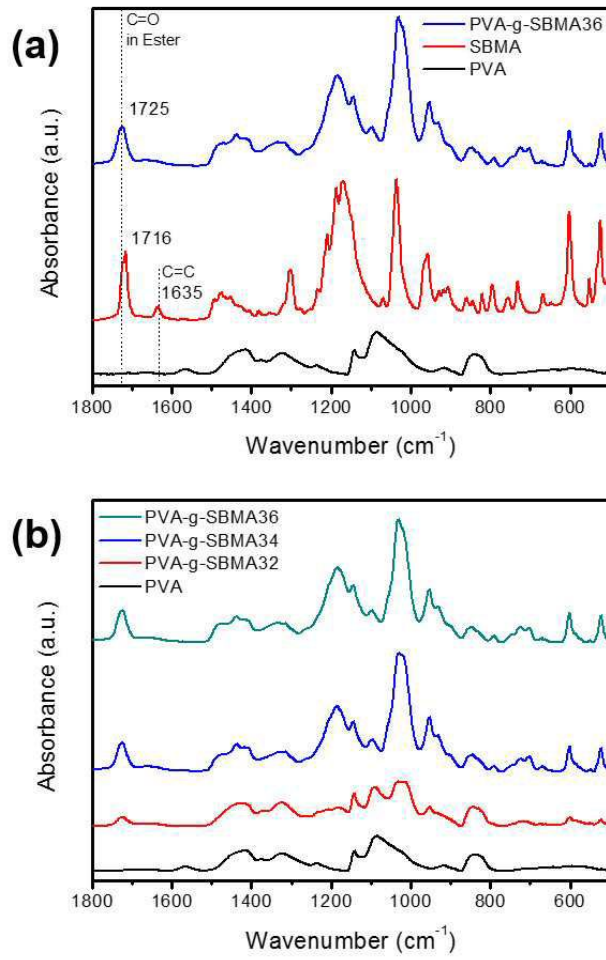 (a)
C=O
in Ester
PVA-g-SBMA36
SBMA
PVA
1725
1716
C=C
1635
Absorbance (a.u.)
1800 1600 1400 1200 1000 800 600
Wavenumber (cm⁻¹)
(b)
PVA-g-SBMA36
PVA-g-SBMA34
PVA-g-SBMA32
PVA
Absorbance (a.u.)
1800 1600 1400 1200 1000 800 600
Wavenumber (cm⁻¹)